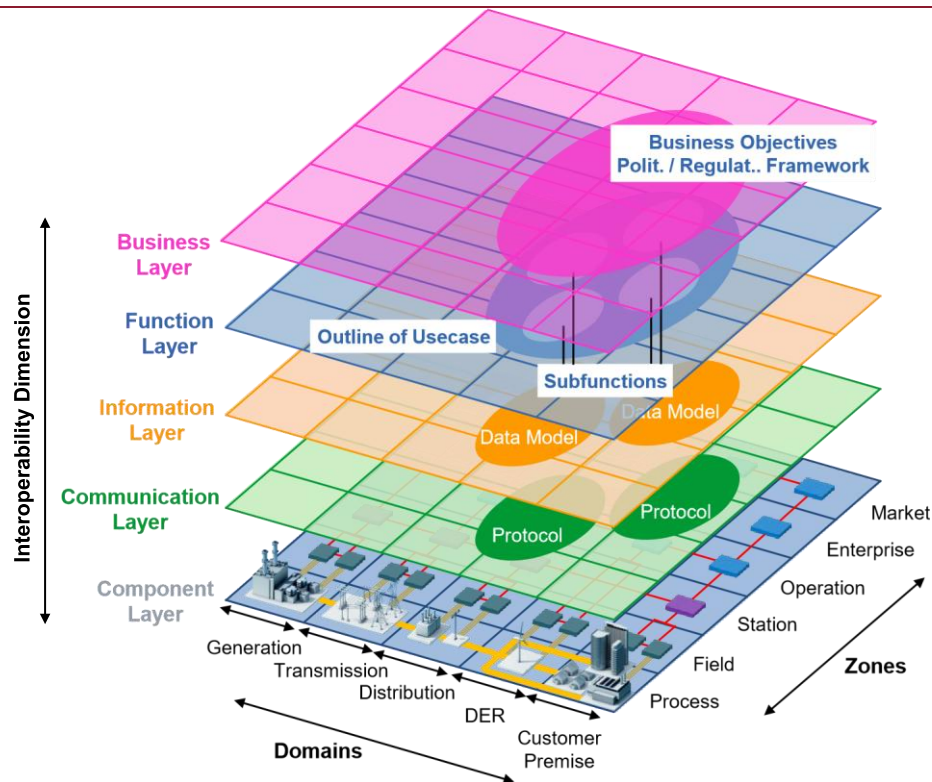 Business Objectives
Polit. / Regulat.. Framework
Business
Layer
Function
Layer
Outline of Usecase
Subfunctions
Information
Layer
Data Model
Data Model
Communication
Layer
Protocol
Protocol
Component
Layer
Interoperability Dimension
Market
Enterprise
Operation
Station
Field
Process
Zones
Generation
Transmission
Distribution
DER
Customer
Premise
Domains